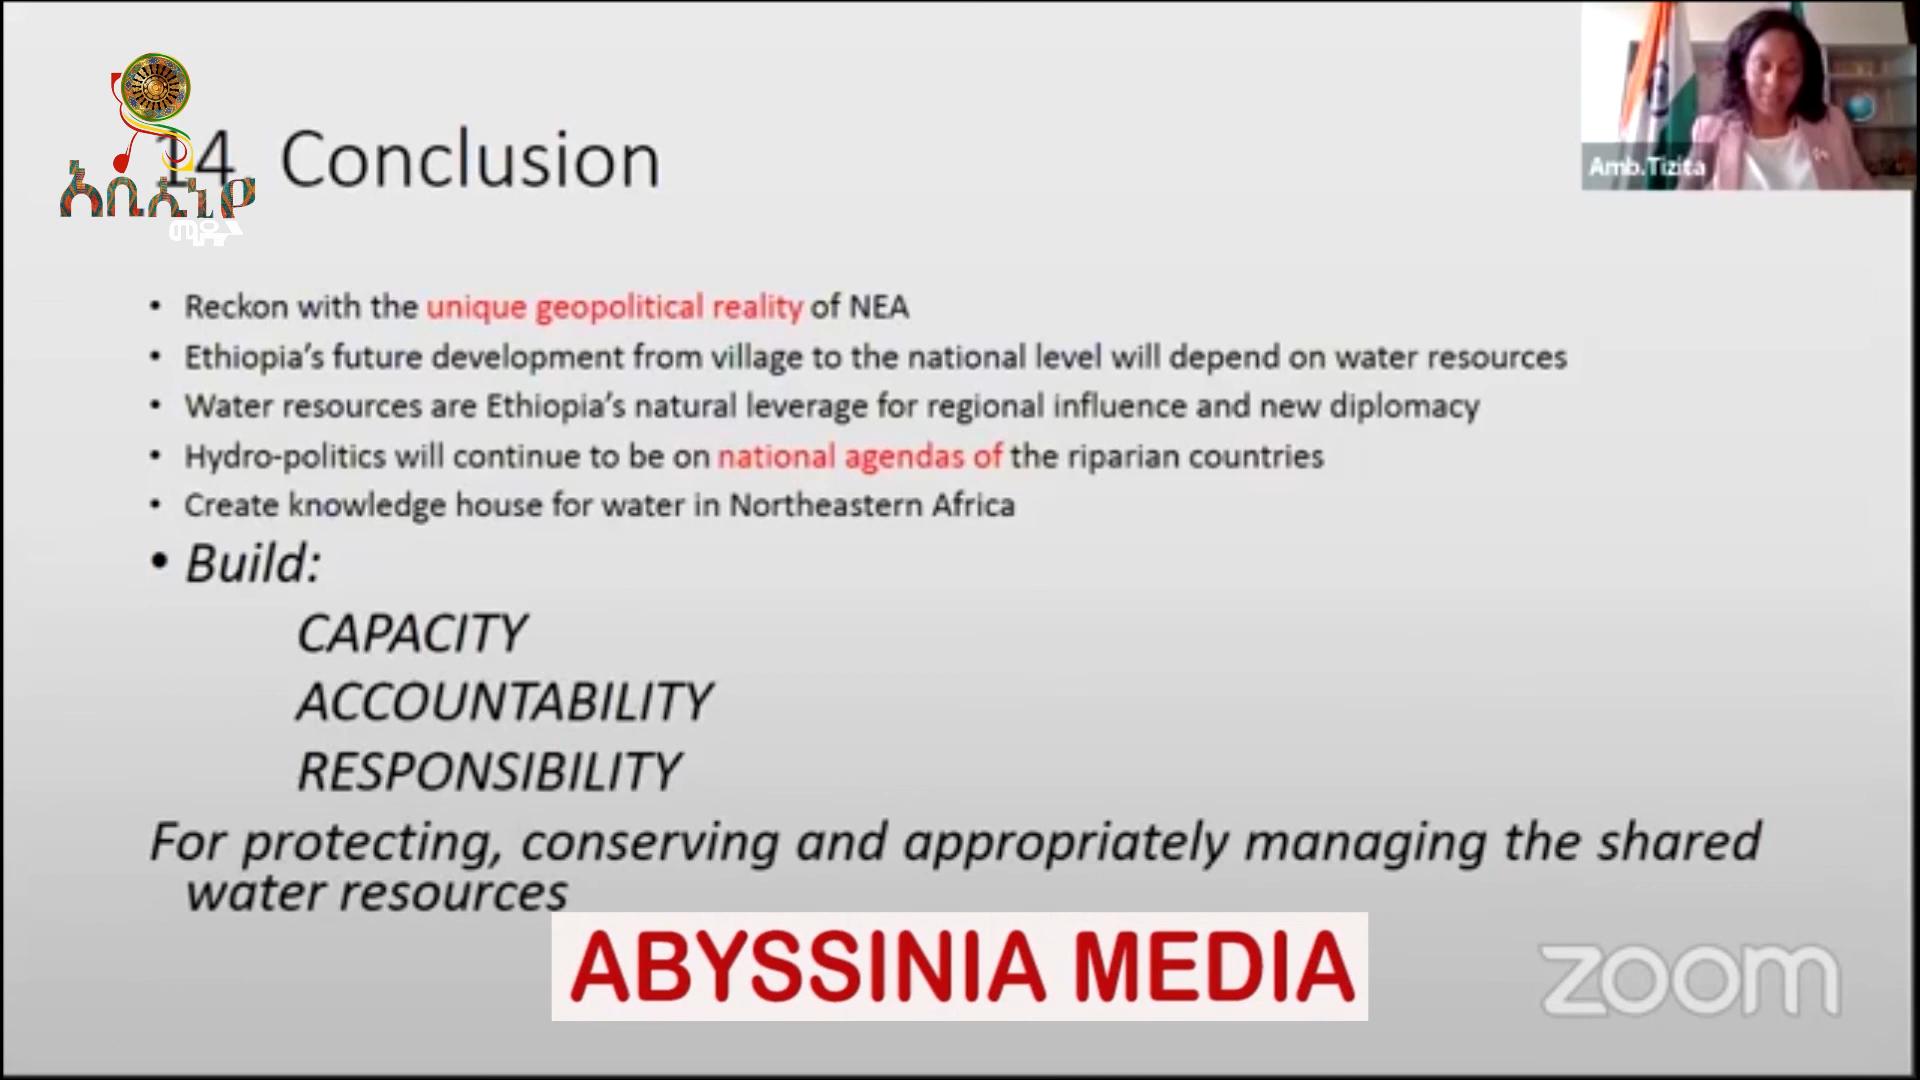 አቢሲንያ
ሚዲያ
14 Conclusion
Amb.Tizita
• Reckon with the unique geopolitical reality of NEA
• Ethiopia’s future development from village to the national level will depend on water resources
• Water resources are Ethiopia’s natural leverage for regional influence and new diplomacy
• Hydro-politics will continue to be on national agendas of the riparian countries
• Create knowledge house for water in Northeastern Africa
• Build:
CAPACITY
ACCOUNTABILITY
RESPONSIBILITY
For protecting, conserving and appropriately managing the shared
water resources
ABYSSINIA MEDIA
zoom